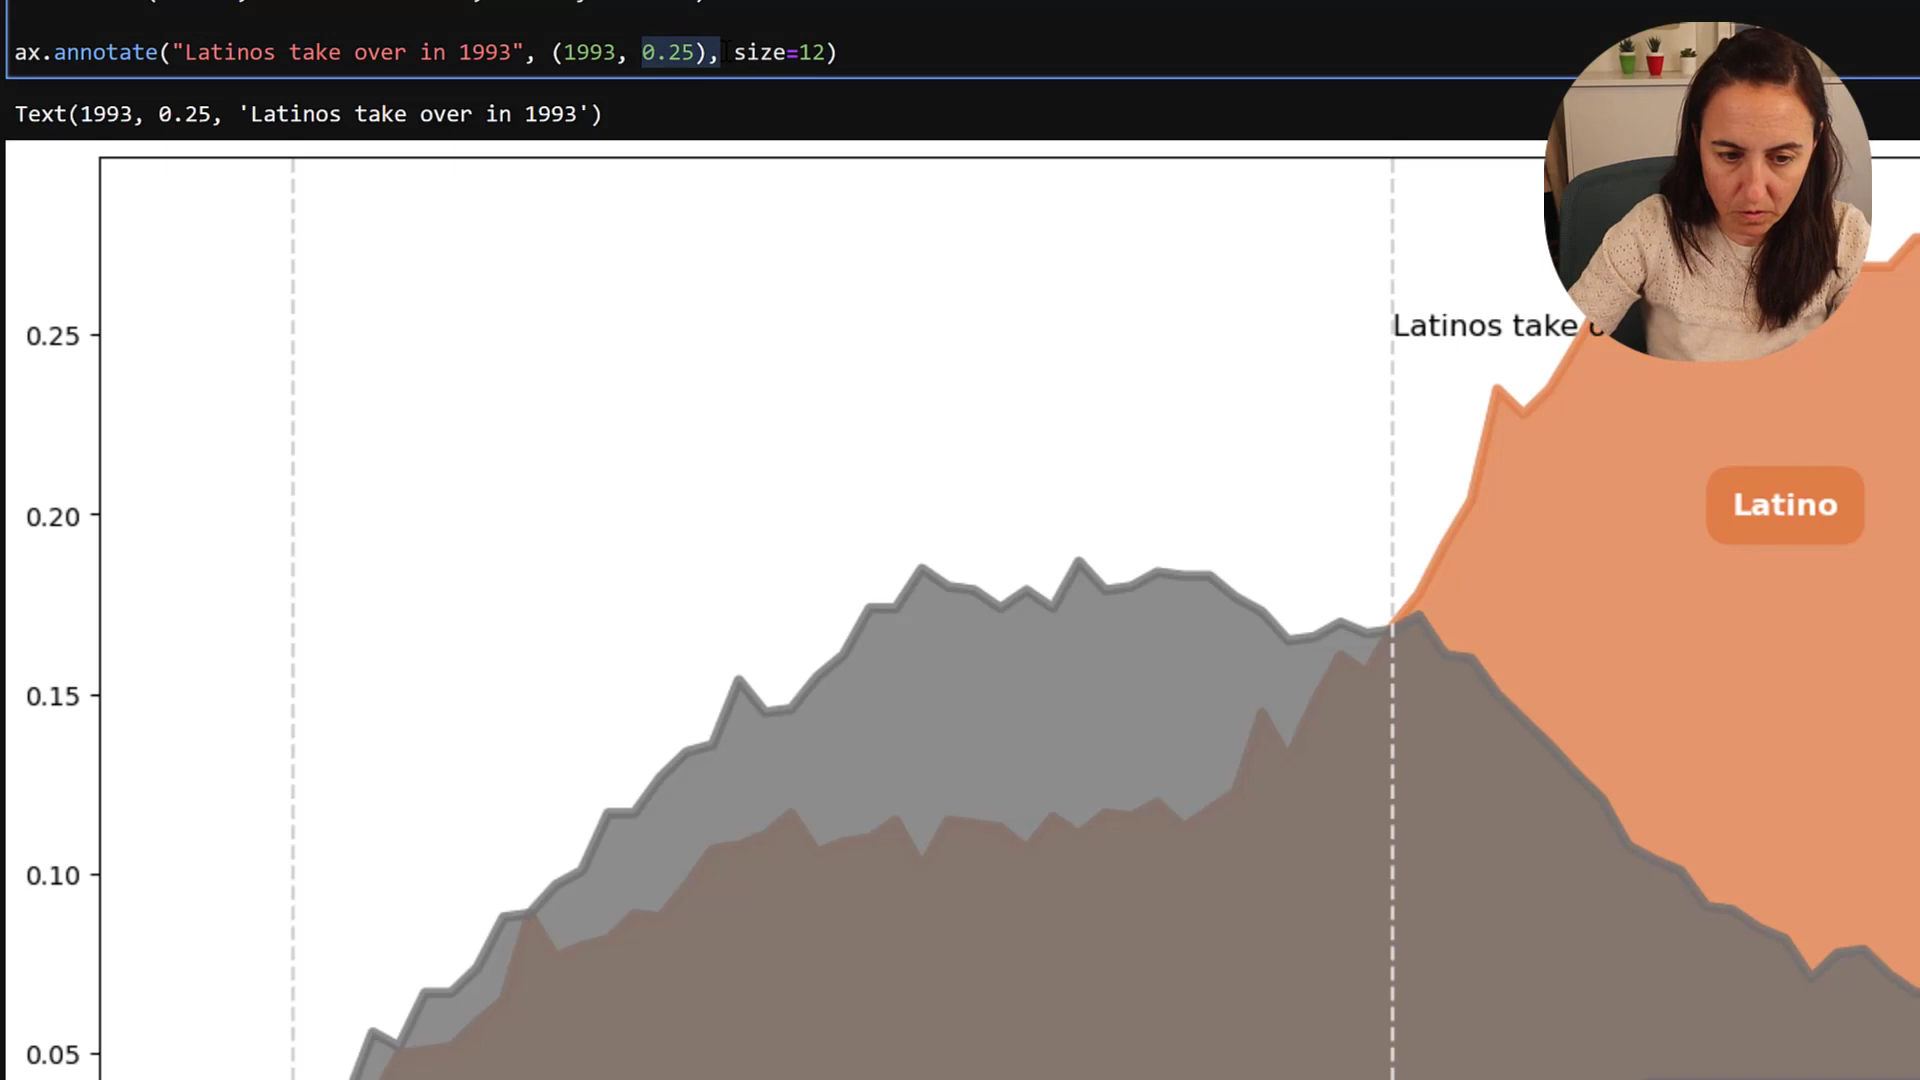 ax.annotate("Latinos take over in 1993", (1993, 0.25), size=12)
Text(1993, 0.25, 'Latinos take over in 1993')
0.25
Latinos take
0.20
Latino
0.15
0.10
0.05